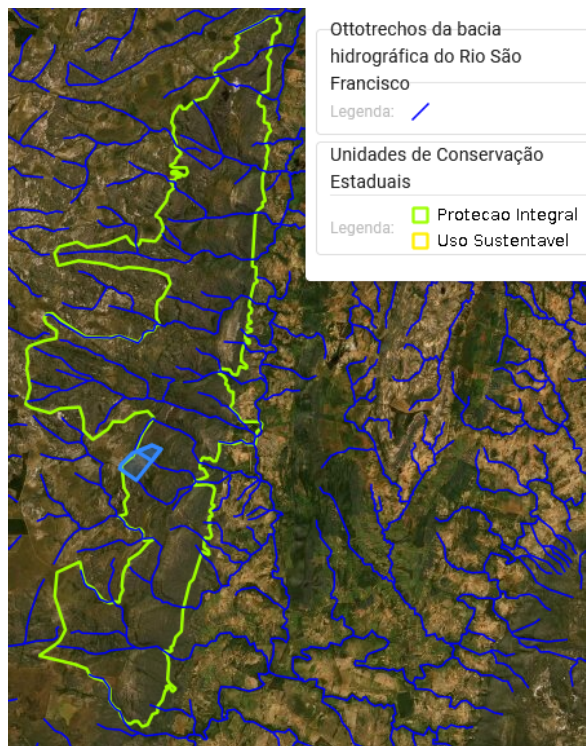 Ottotrechos da bacia
hidrográfica do Rio São
Francisco
Legenda:
Unidades de Conservação
Estaduais
Legenda:
Protecao Integral
Uso Sustentavel